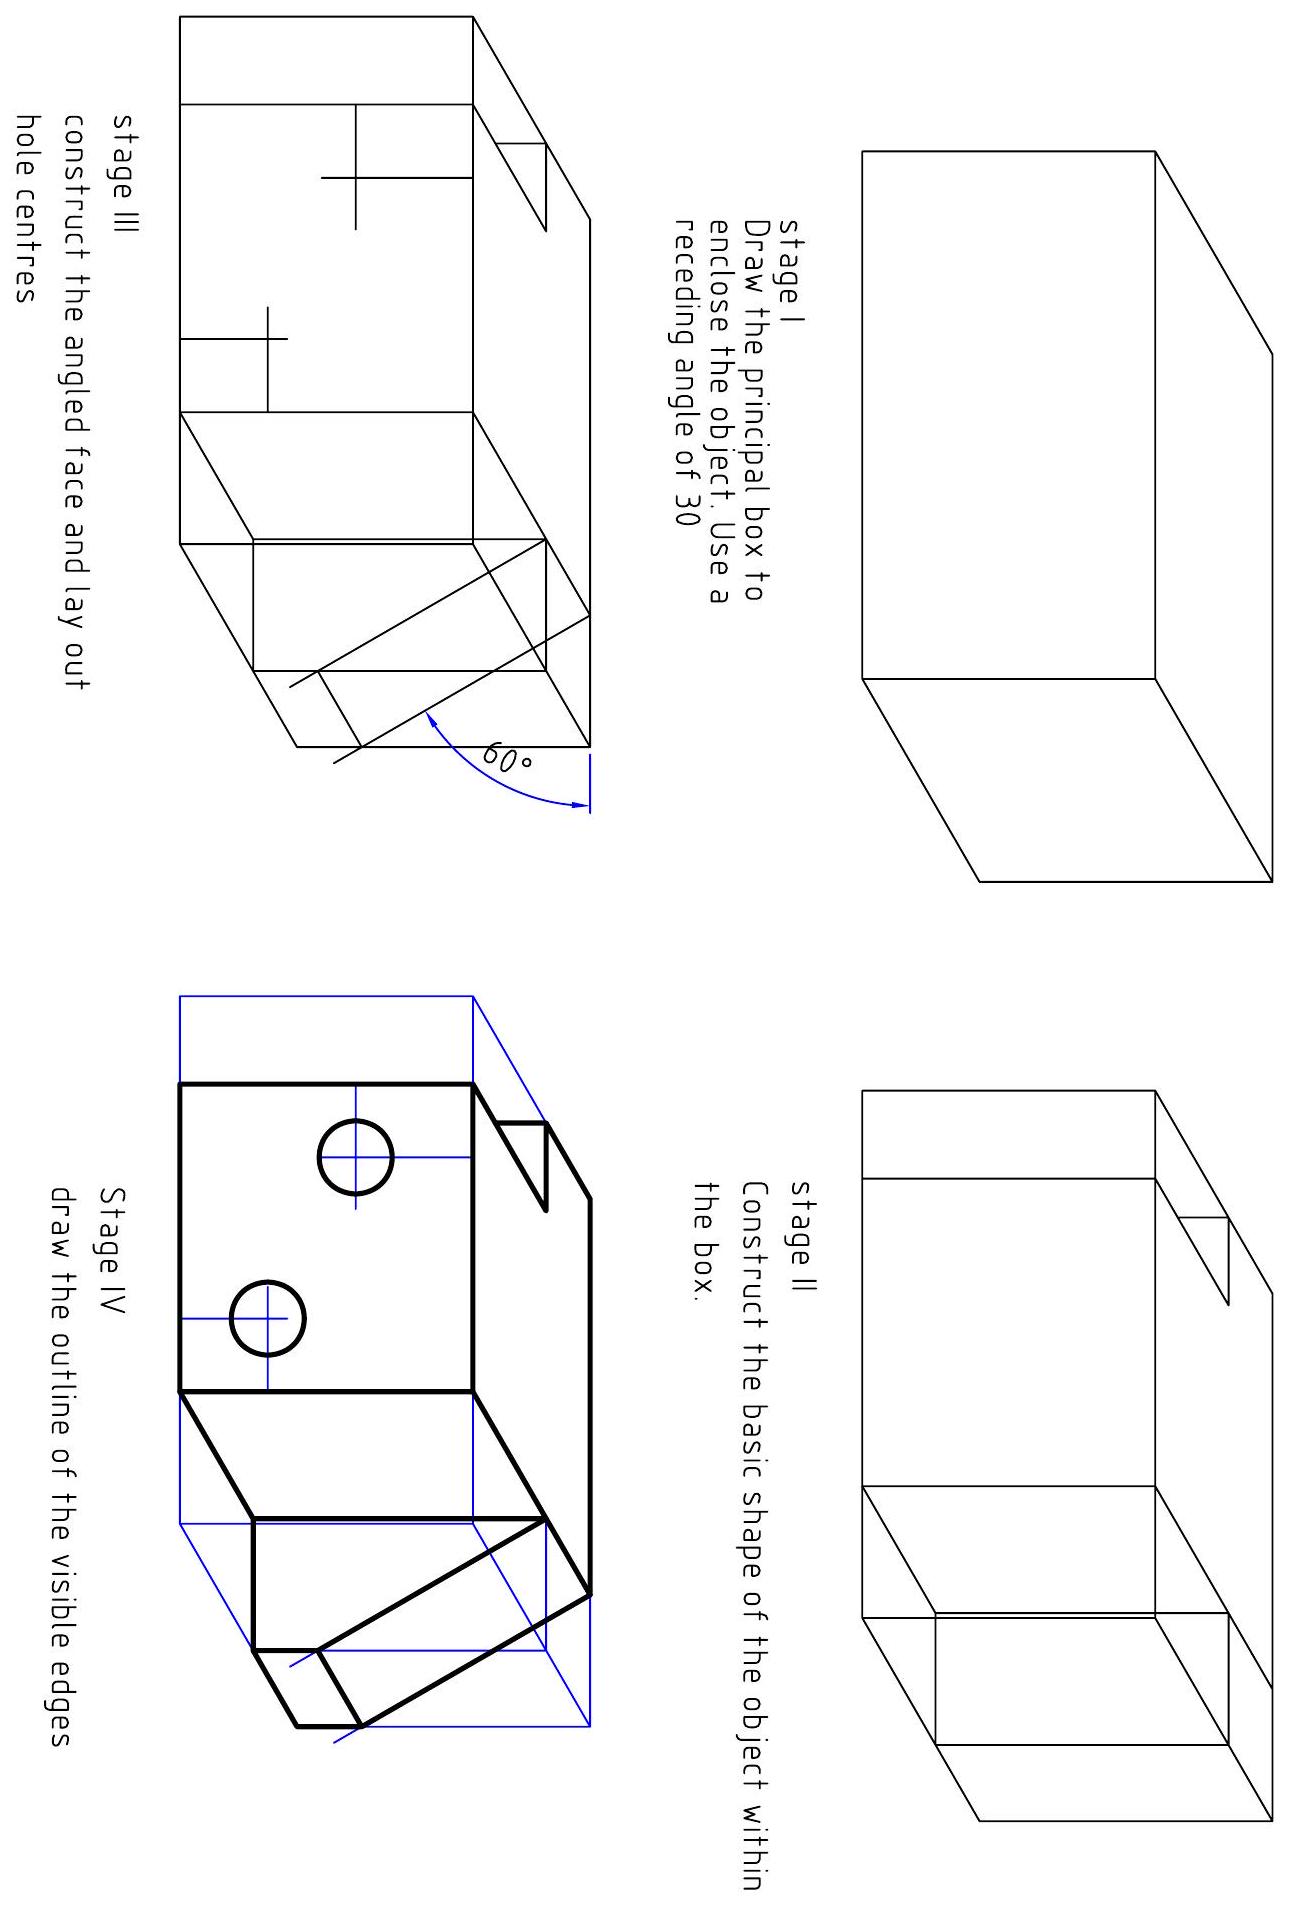 stage I
Draw the principal box to
enclose the object. Use a
receding angle of 30
stage II
Construct the basic shape of the object within
the box.
60°
stage III
construct the angled face and lay out
hole centres
Stage IV
draw the outline of the visible edges